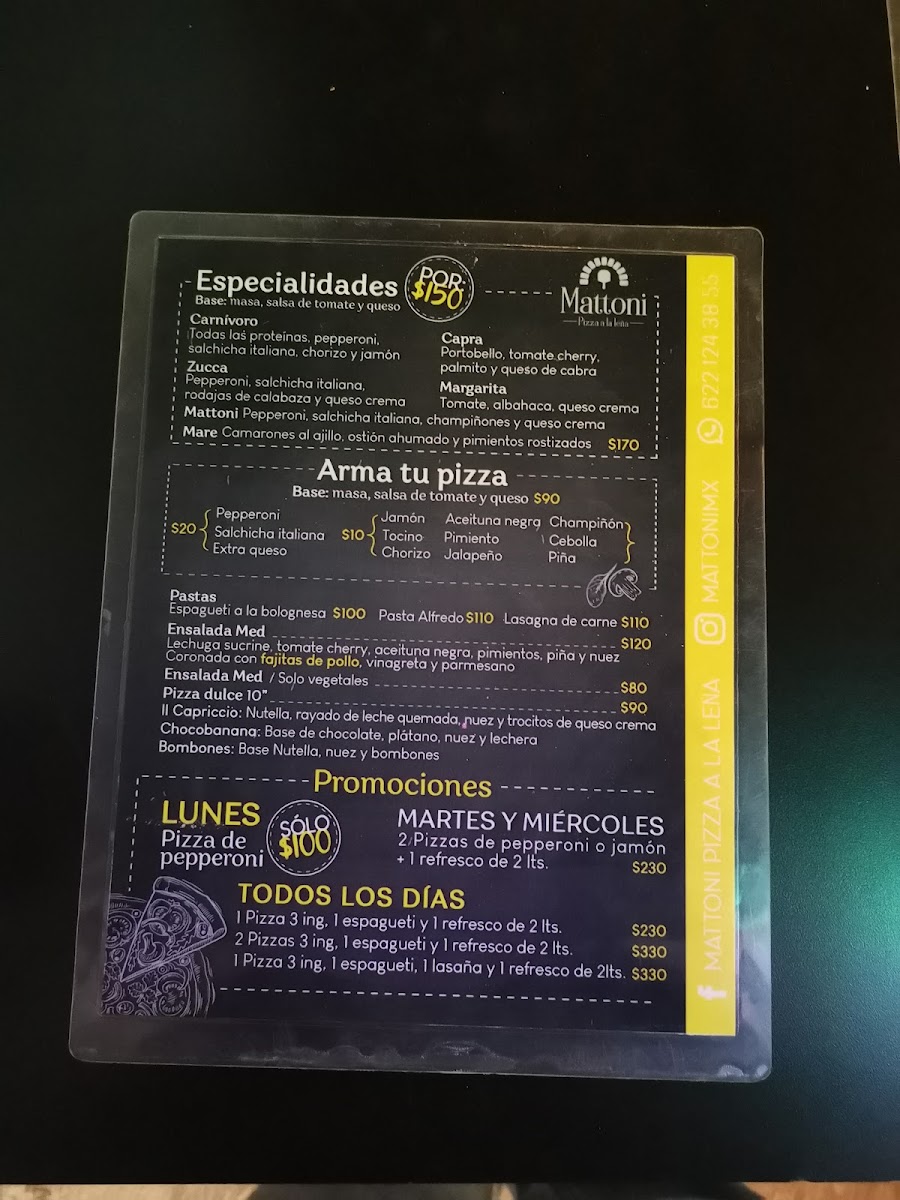 Especialidades
POR:
$150
Base: masa, salsa de tomate y queso
Mattoni
Pizza a la leña
Carnívoro
Todas las proteínas, pepperoni,
salchicha italiana, chorizo y jamón
Capra
Portobello, tomate cherry,
palmito y queso de cabra
Zucca
Pepperoni, salchicha italiana,
rodajas de calabaza y queso crema
Margarita
Tomate, albahaca, queso crema
Mattoni Pepperoni, salchicha italiana, champiñones y queso crema
Mare Camarones al ajillo, ostión ahumado y pimientos rostizados $170
Arma tu pizza
Base: masa, salsa de tomate y queso $90
$20
Pepperoni
Salchicha italiana
Extra queso
$10
Jamón Aceituna negra Champiñón
Tocino Pimiento Cebolla
Chorizo Jalapeño Piña
Pastas
Espagueti a la bolognesa $100 Pasta Alfredo $110 Lasagna de carne $110
Ensalada Med $120
Lechuga sucrine, tomate cherry, aceituna negra, pimientos, piña y nuez
Coronada con fajitas de pollo, vinagreta y parmesano
Ensalada Med / Solo vegetales $80
Pizza dulce 10" $90
Il Capriccio: Nutella, rayado de leche quemada, nuez y trocitos de queso crema
Chocobanana: Base de chocolate, plátano, nuez y lechera
Bombones: Base Nutella, nuez y bombones
Promociones
LUNES
Pizza de
pepperoni
SÓLO
$100
MARTES Y MIÉRCOLES
2 Pizzas de pepperoni o jamón
+ 1 refresco de 2 lts. $230
TODOS LOS DÍAS
1 Pizza 3 ing, 1 espagueti y 1 refresco de 2 lts. $230
2 Pizzas 3 ing, 1 espagueti y 1 refresco de 2 lts. $330
1 Pizza 3 ing, 1 espagueti, 1 lasaña y 1 refresco de 2lts. $330
MATTONI PIZZA A LA LEÑA
MATTONIMX
622 124 38 55